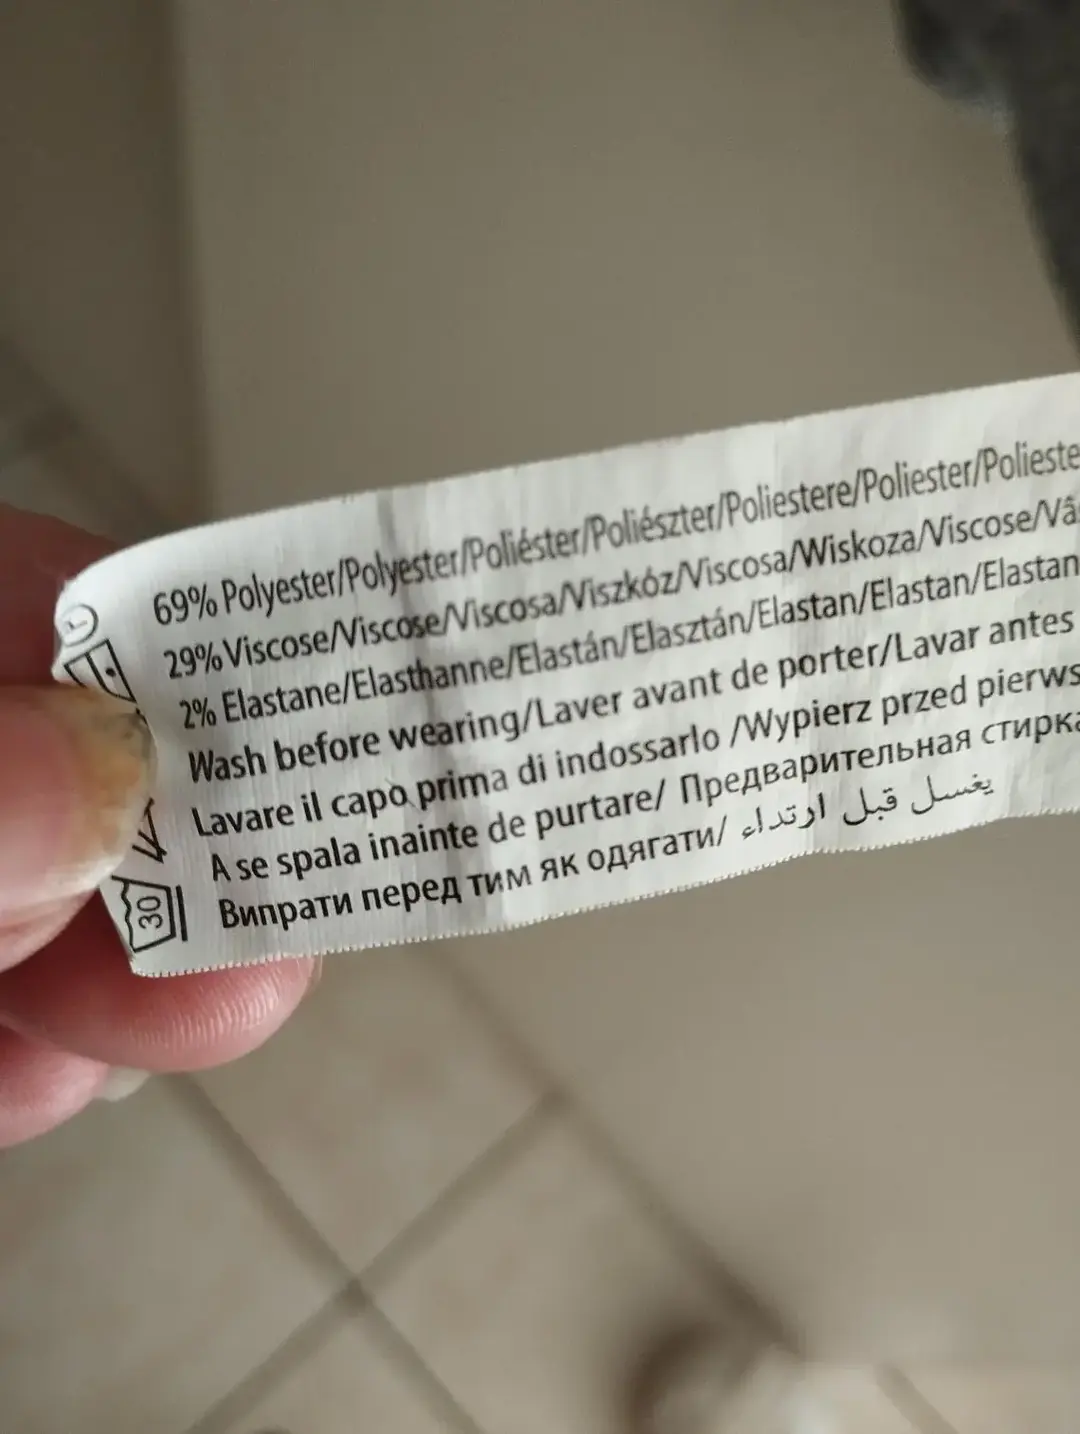 69% Polyester/Polyester/Poliéster/Poliészter/Poliestere/Poliester/Polieste
29% Viscose/Viscose/Viscosa/Viszkóz/Viscosa/Wiskoza/Viscose/Vâs
2% Elastane/Elasthanne/Elastán/Elasztán/Elastan/Elastan/Elastan
Wash before wearing/Laver avant de porter/Lavar antes
Lavare il capo prima di indossarlo /Wypierz przed pierws
A se spala inainte de purtare/ Предварительная стирка
Випрати перед тим як одягати/ يغسل قبل ارتداء
30